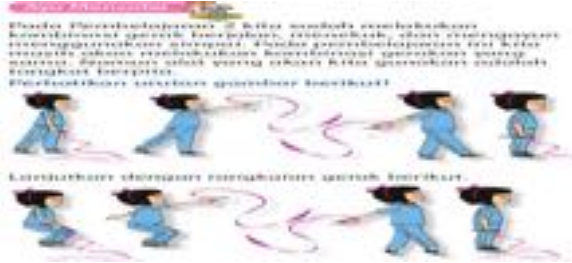 Ayo Mencoba
Pada Pembelajaran 2 kita sudah melakukan
kombinasi gerak berjalan, menekuk, dan mengayun
menggunakan simpai. Pada pembelajaran ini kita
masih akan melakukan kombinasi gerakan yang
sama. Namun alat yang akan kita gunakan adalah
tongkat berpita.
Perhatikan urutan gambar berikut!
Lanjutkan dengan rangkaian gerak berikut.